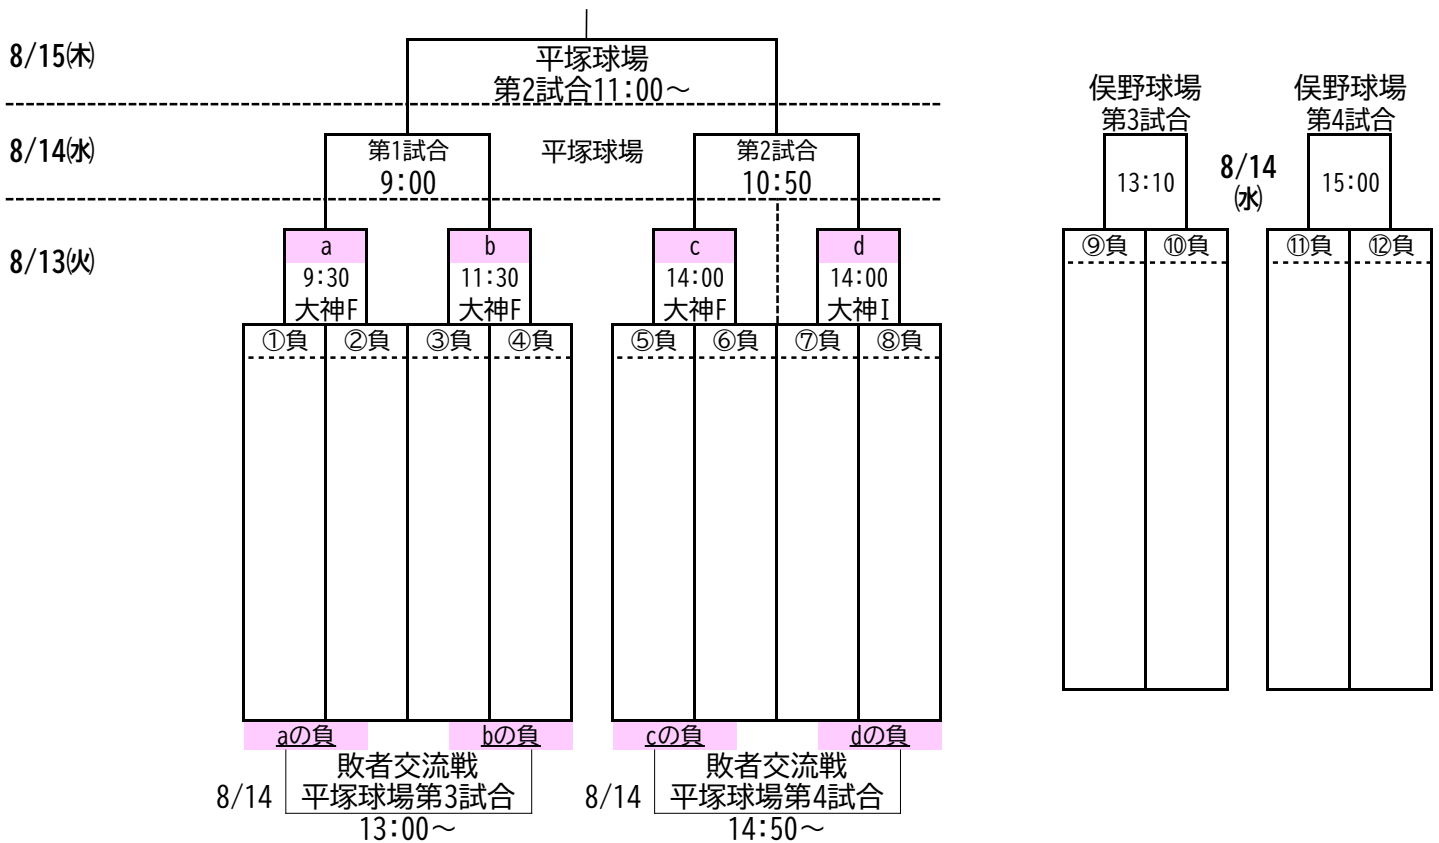 8/15㈭
平塚球場
第2試合11:00～
俣野球場
第3試合
俣野球場
第4試合
8/14㈬
第1試合
9:00
平塚球場
第2試合
10:50
13:10
8/14
㈬
15:00
8/13㈫
a
9:30
大神F
b
11:30
大神F
c
14:00
大神F
d
14:00
大神I
⑨負
⑩負
⑪負
⑫負
①負
②負
③負
④負
⑤負
⑥負
⑦負
⑧負
aの負
bの負
cの負
dの負
8/14
敗者交流戦
平塚球場第3試合
13:00～
8/14
敗者交流戦
平塚球場第4試合
14:50～